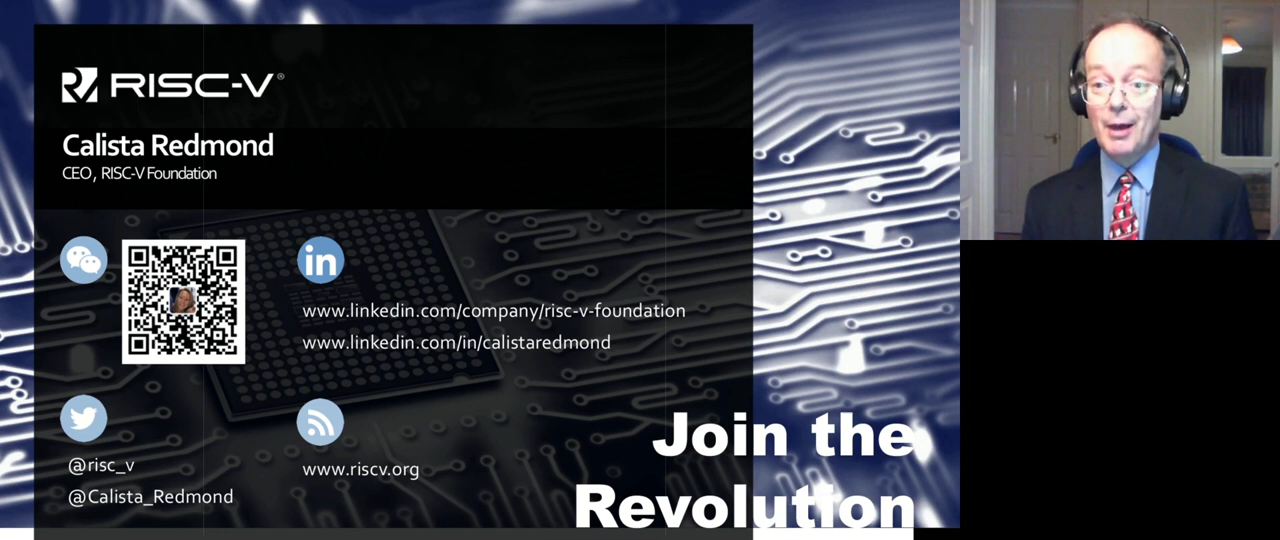 RISC-V®
Calista Redmond
CEO, RISC-V Foundation
in
www.linkedin.com/company/risc-v-foundation
www.linkedin.com/in/calistaredmond
@risc_v
@Calista_Redmond
www.riscv.org
Join the
Revolution